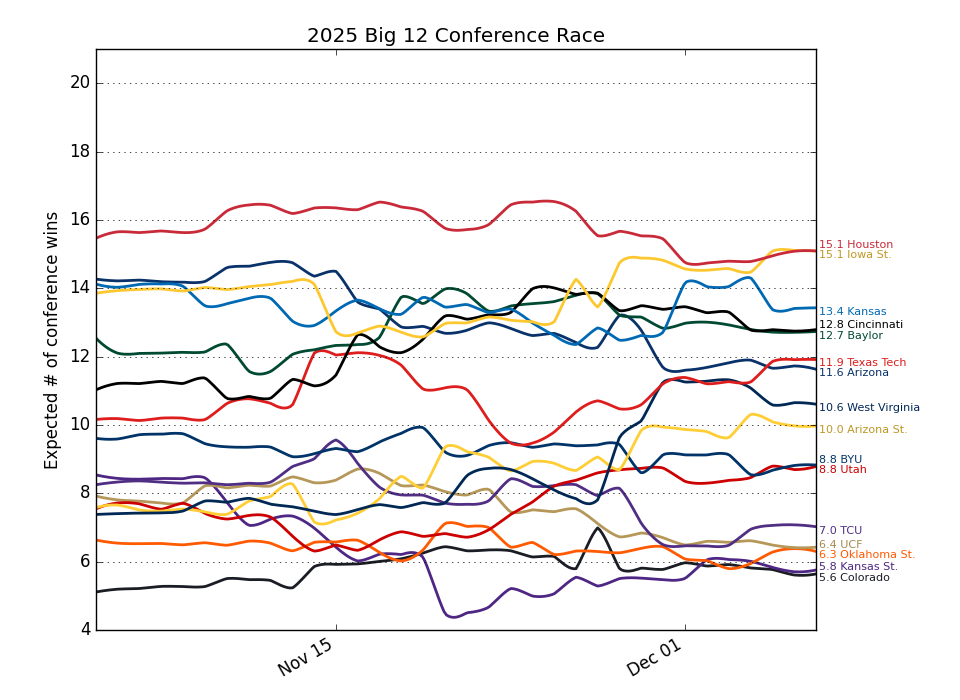 2025 Big 12 Conference Race
Expected # of conference wins
20
18
16
14
12
10
8
6
4
Nov 15
Dec 01
15.1 Houston
15.1 Iowa St.
13.4 Kansas
12.8 Cincinnati
12.7 Baylor
11.9 Texas Tech
11.6 Arizona
10.6 West Virginia
10.0 Arizona St.
8.8 BYU
8.8 Utah
7.0 TCU
6.4 UCF
6.3 Oklahoma St.
5.8 Kansas St.
5.6 Colorado